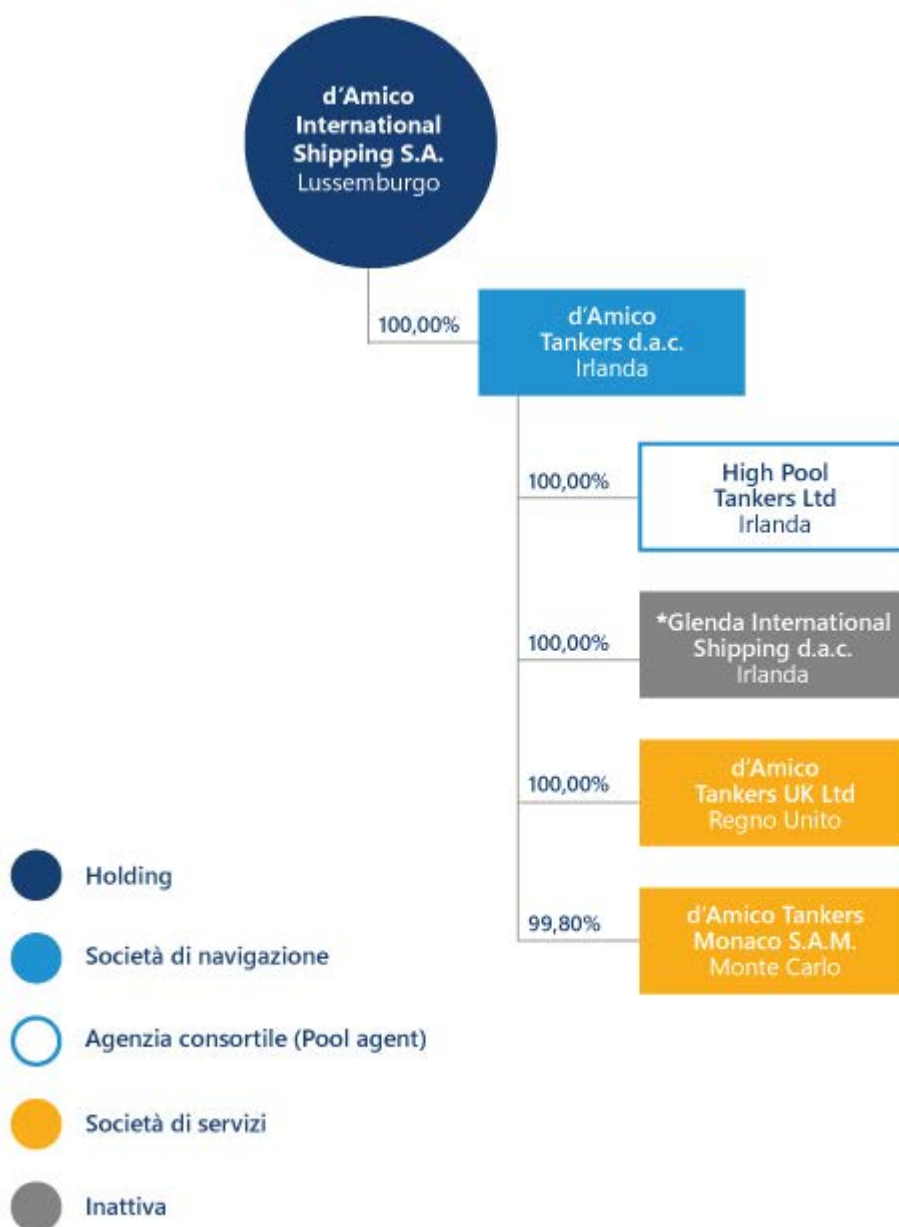 d'Amico
International
Shipping S.A.
Lussemburgo
100,00%
d'Amico
Tankers d.a.c.
Irlanda
100,00%
High Pool
Tankers Ltd
Irlanda
100,00%
*Glenda International
Shipping d.a.c.
Irlanda
100,00%
d'Amico
Tankers UK Ltd
Regno Unito
99,80%
d'Amico Tankers
Monaco S.A.M.
Monte Carlo
Holding
Società di navigazione
Agenzia consortile (Pool agent)
Società di servizi
Inattiva